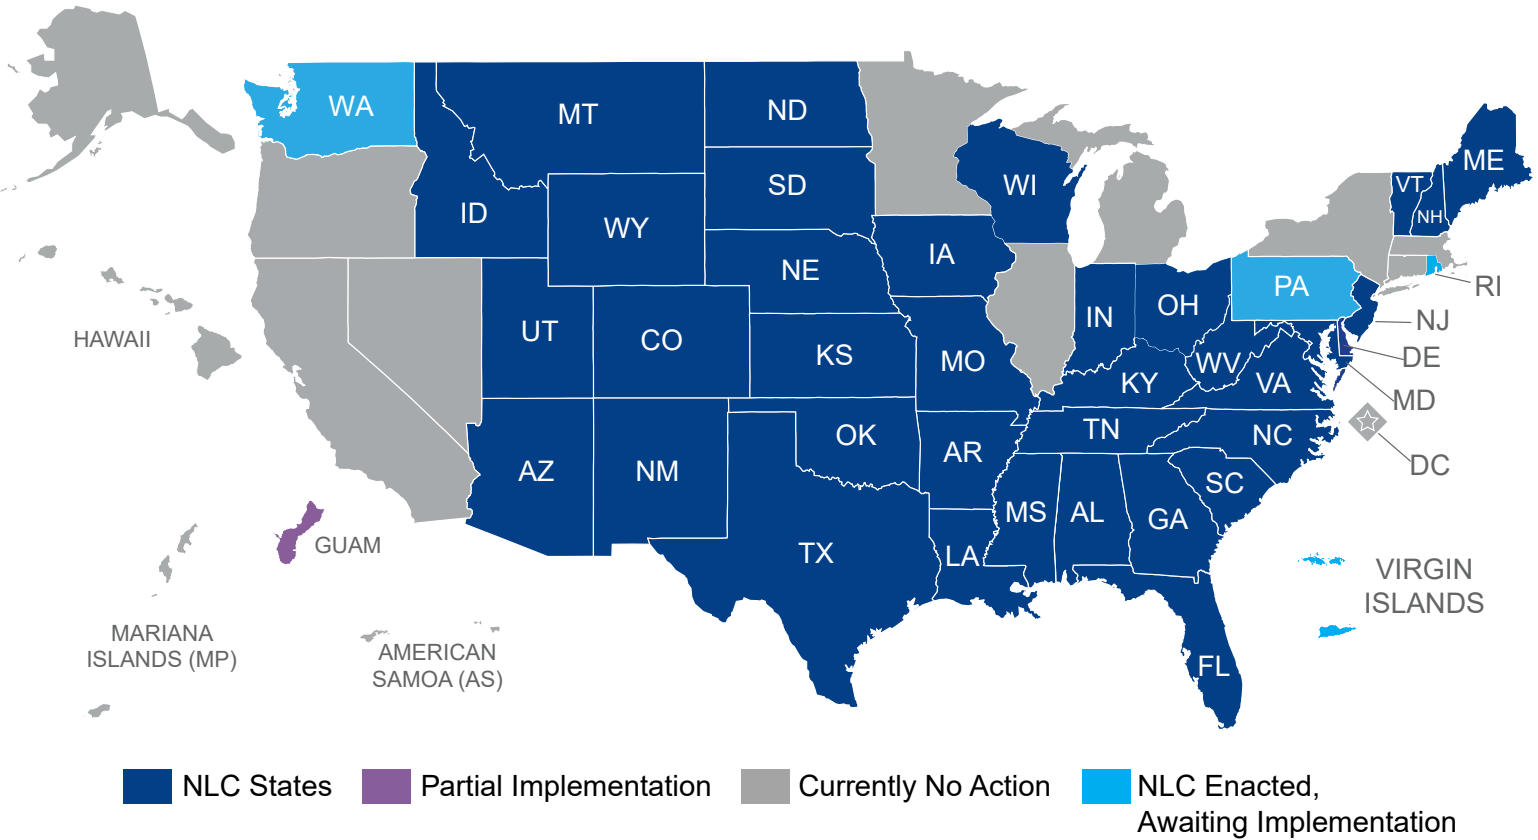 WA
MT
ND
ME
VT
NH
SD
WI
ID
WY
IA
NE
PA
RI
OH
IN
NJ
UT
CO
KS
MO
WV
KY
VA
DE
MD
HAWAII
AZ
NM
OK
AR
TN
NC
DC
SC
MS
AL
GA
TX
LA
FL
GUAM
VIRGIN
ISLANDS
MARIANA
ISLANDS (MP)
AMERICAN
SAMOA (AS)
NLC States
Partial Implementation
Currently No Action
NLC Enacted,
Awaiting Implementation